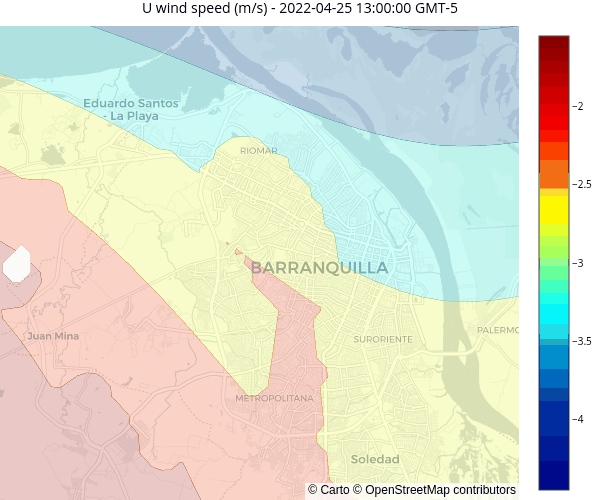 U wind speed (m/s) - 2022-04-25 13:00:00 GMT-5
Eduardo Santos
- La Playa
RIOMAR
BARRANQUILLA
Juan Mina
SURORIENTE
PALERMO
METROPOLITANA
Soledad
© Carto © OpenStreetMap contributors
−2
−2.5
−3
−3.5
−4